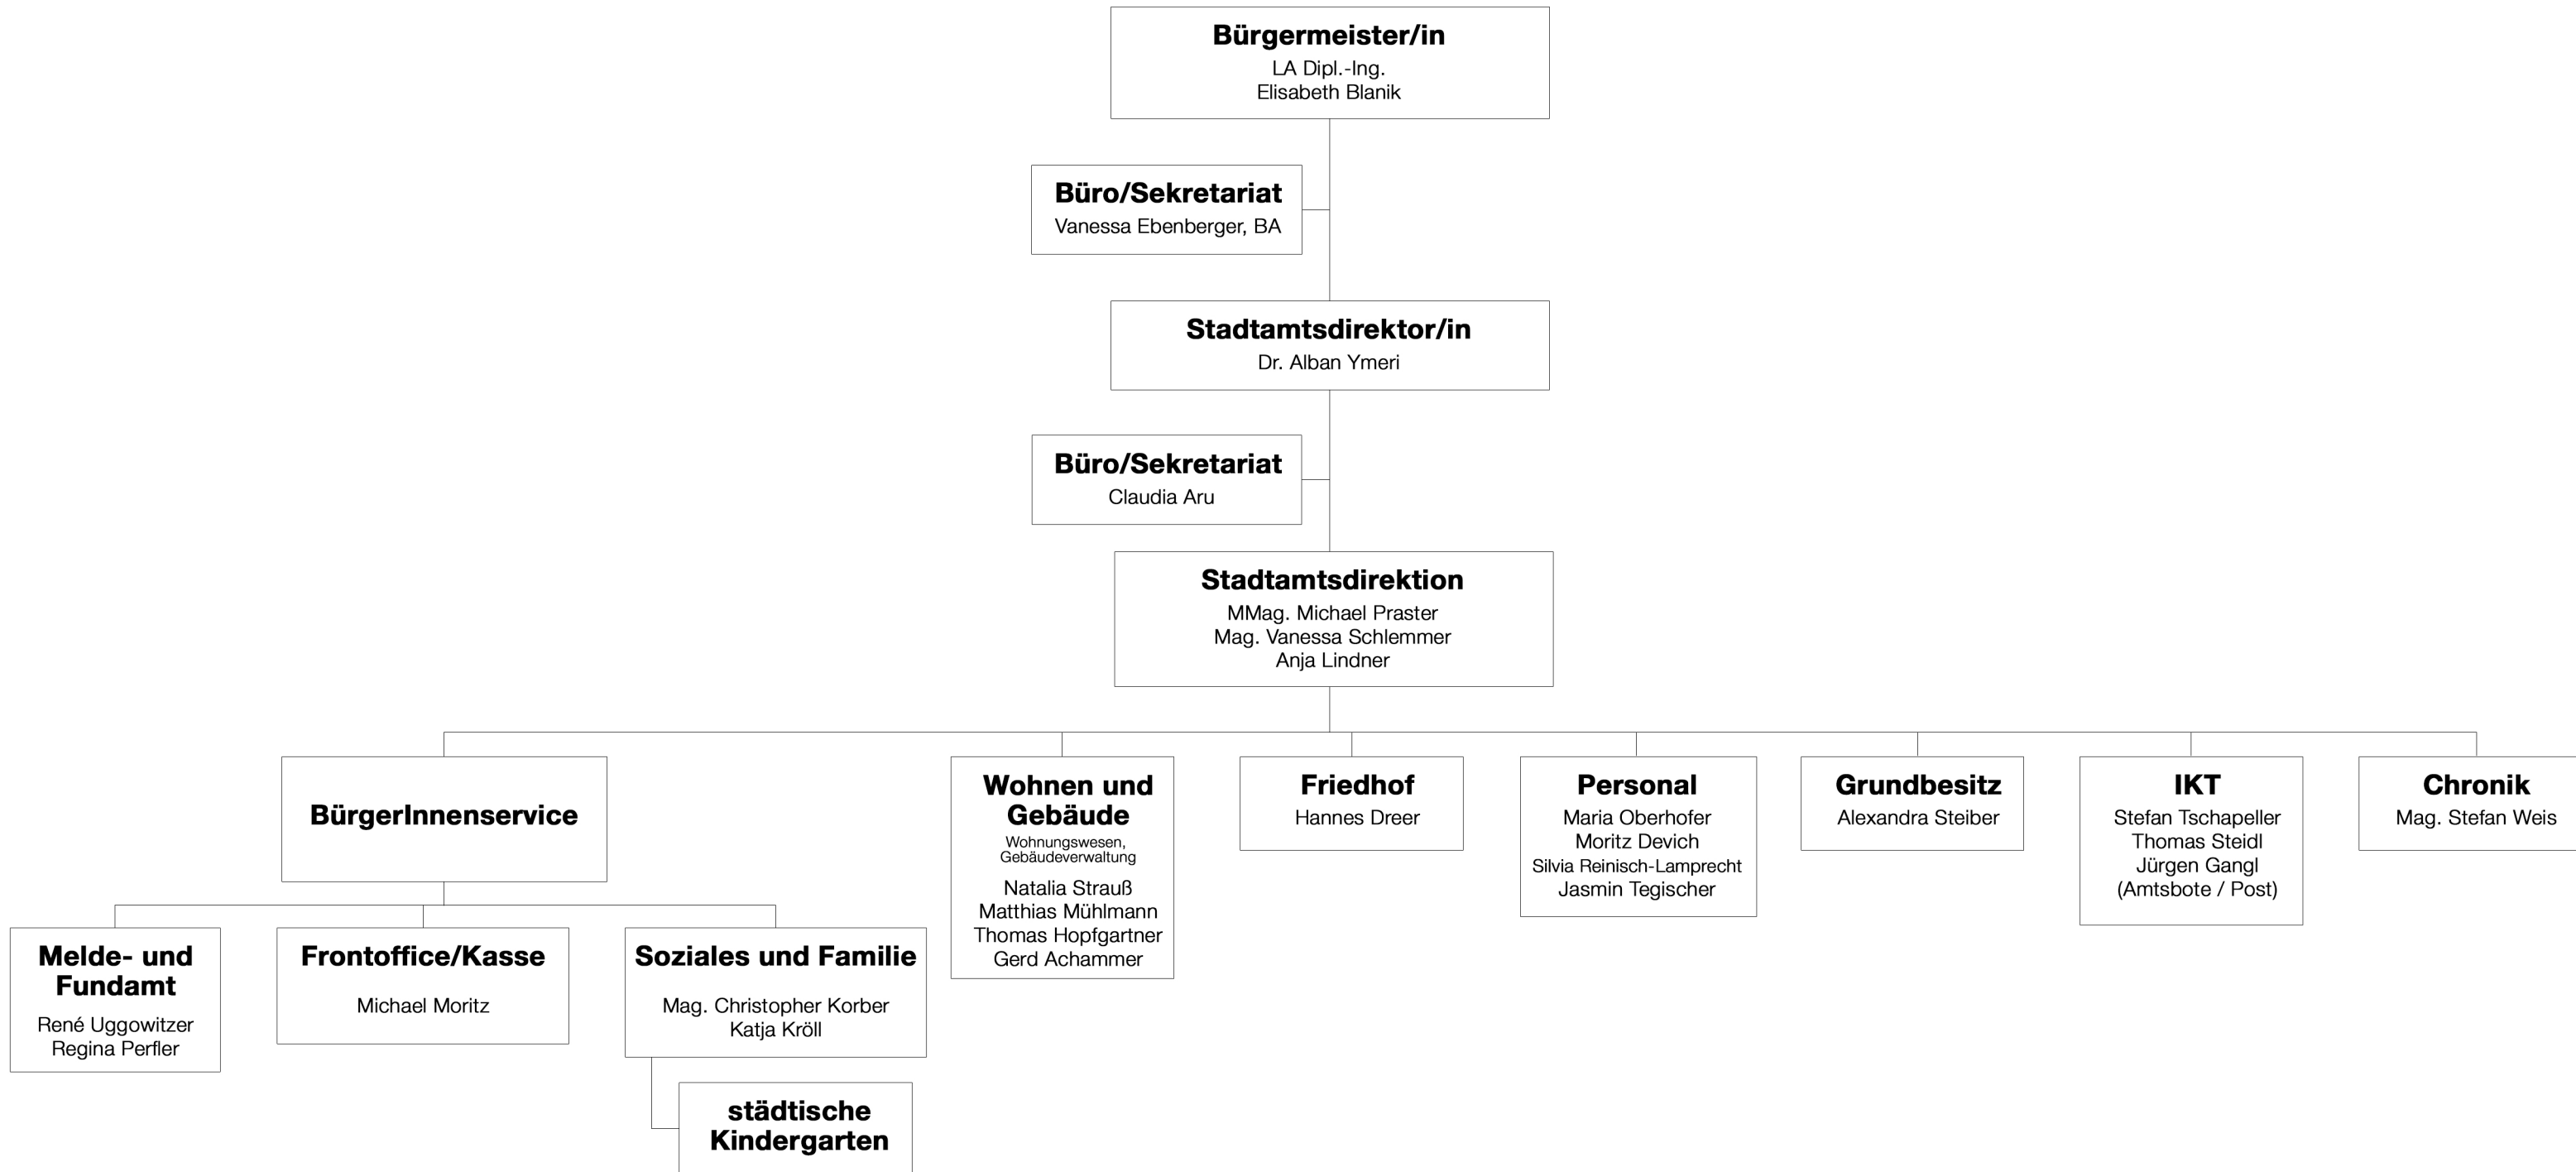 Bürgermeister/in
LA Dipl.-Ing.
Elisabeth Blanik
Büro/Sekretariat
Vanessa Ebenberger, BA
Stadtamtsdirektor/in
Dr. Alban Ymeri
Büro/Sekretariat
Claudia Aru
Stadtamtsdirektion
MMag. Michael Praster
Mag. Vanessa Schlemmer
Anja Lindner
BürgerInnenservice
Wohnen und
Gebäude
Wohnungswesen,
Gebäudeverwaltung
Natalia Strauß
Matthias Mühlmann
Thomas Hopfgartner
Gerd Achammer
Friedhof
Hannes Dreer
Personal
Maria Oberhofer
Moritz Devich
Silvia Reinisch-Lamprecht
Jasmin Tegischer
Grundbesitz
Alexandra Steiber
IKT
Stefan Tschapeller
Thomas Steidl
Jürgen Gangl
(Amtsbote / Post)
Chronik
Mag. Stefan Weis
Melde- und
Fundamt
René Uggowitzer
Regina Perfler
Frontoffice/Kasse
Michael Moritz
Soziales und Familie
Mag. Christopher Korber
Katja Kröll
städtische
Kindergarten